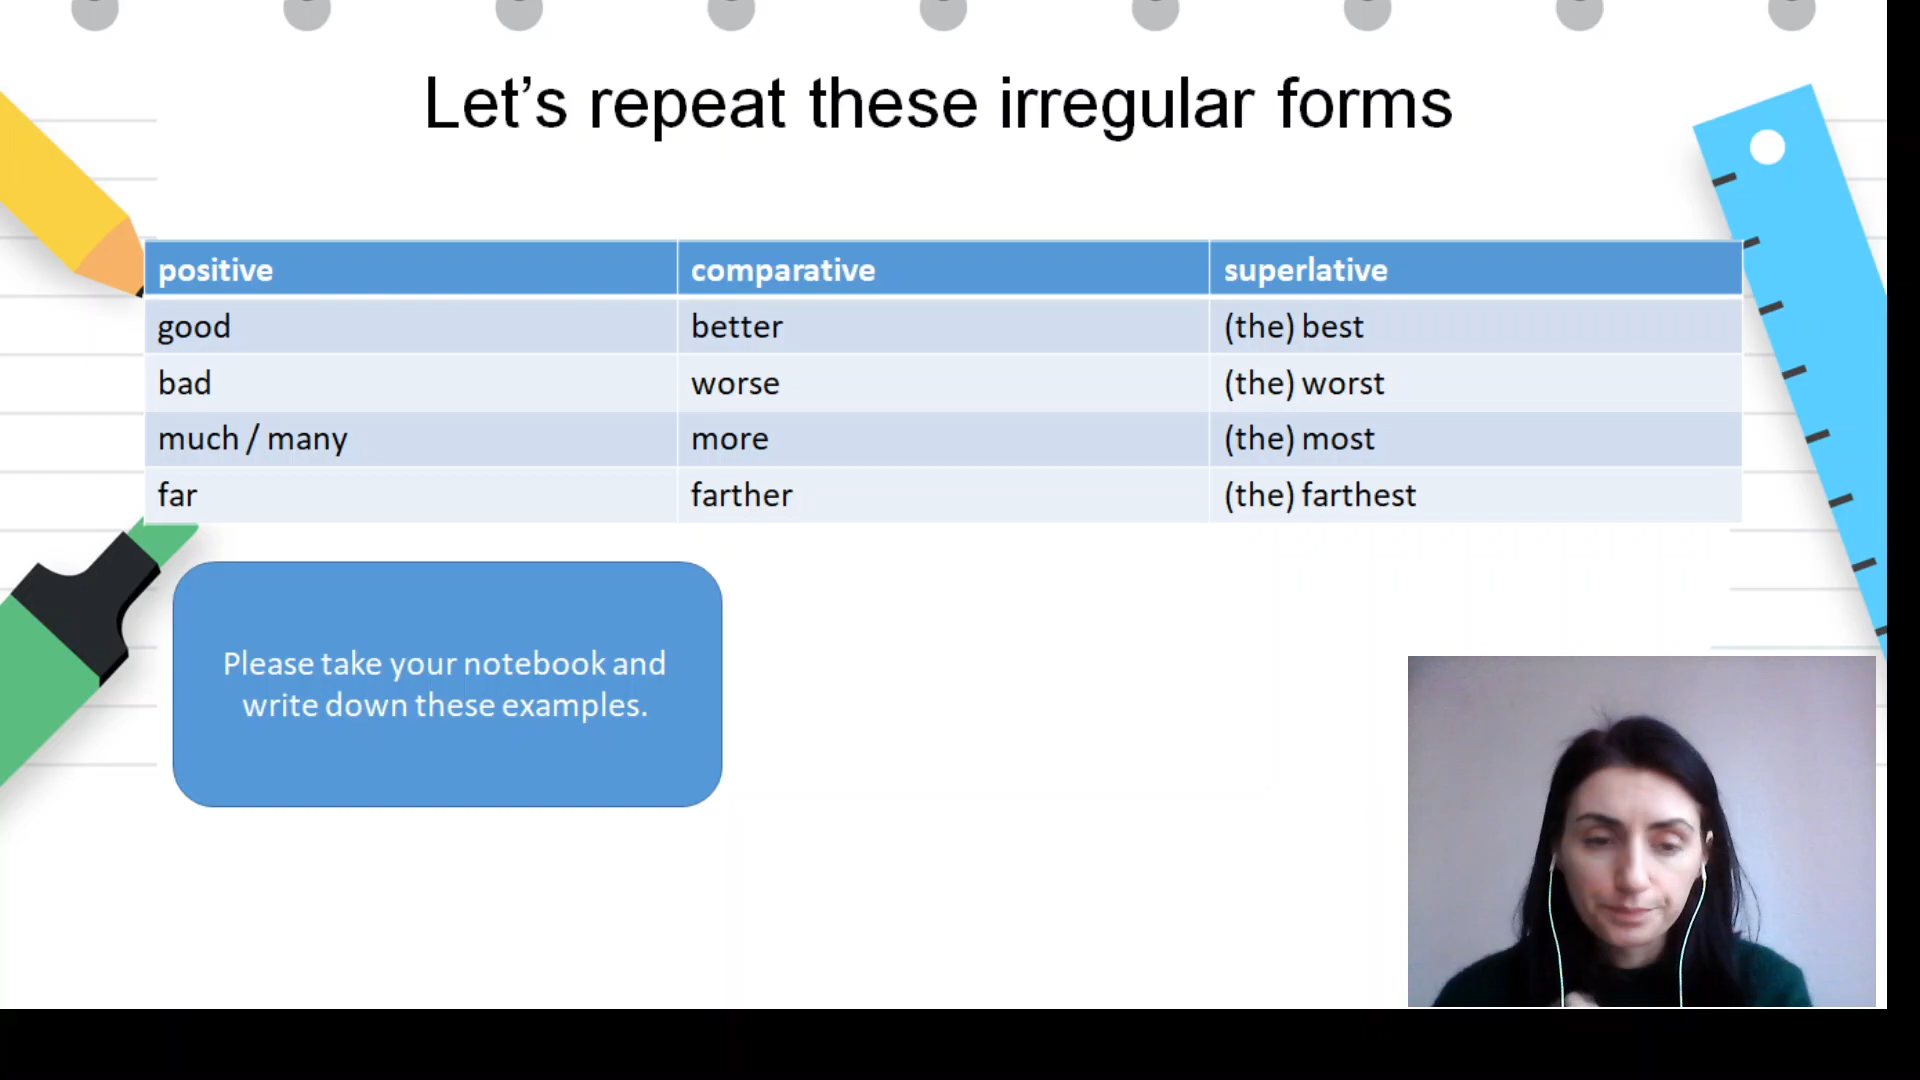 Let’s repeat these irregular forms
positive comparative superlative
good better (the) best
bad worse (the) worst
much / many more (the) most
far farther (the) farthest
Please take your notebook and
write down these examples.